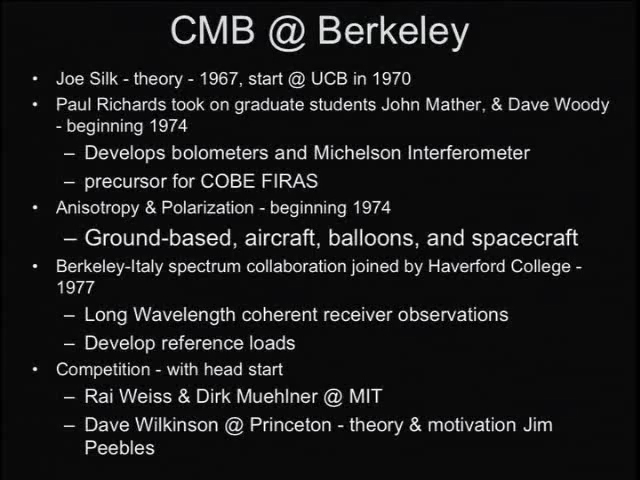 CMB @ Berkeley
• Joe Silk - theory - 1967, start @ UCB in 1970
• Paul Richards took on graduate students John Mather, & Dave Woody
- beginning 1974
– Develops bolometers and Michelson Interferometer
– precursor for COBE FIRAS
• Anisotropy & Polarization - beginning 1974
– Ground-based, aircraft, balloons, and spacecraft
• Berkeley-Italy spectrum collaboration joined by Haverford College -
1977
– Long Wavelength coherent receiver observations
– Develop reference loads
• Competition - with head start
– Rai Weiss & Dirk Muehlner @ MIT
– Dave Wilkinson @ Princeton - theory & motivation Jim
Peebles